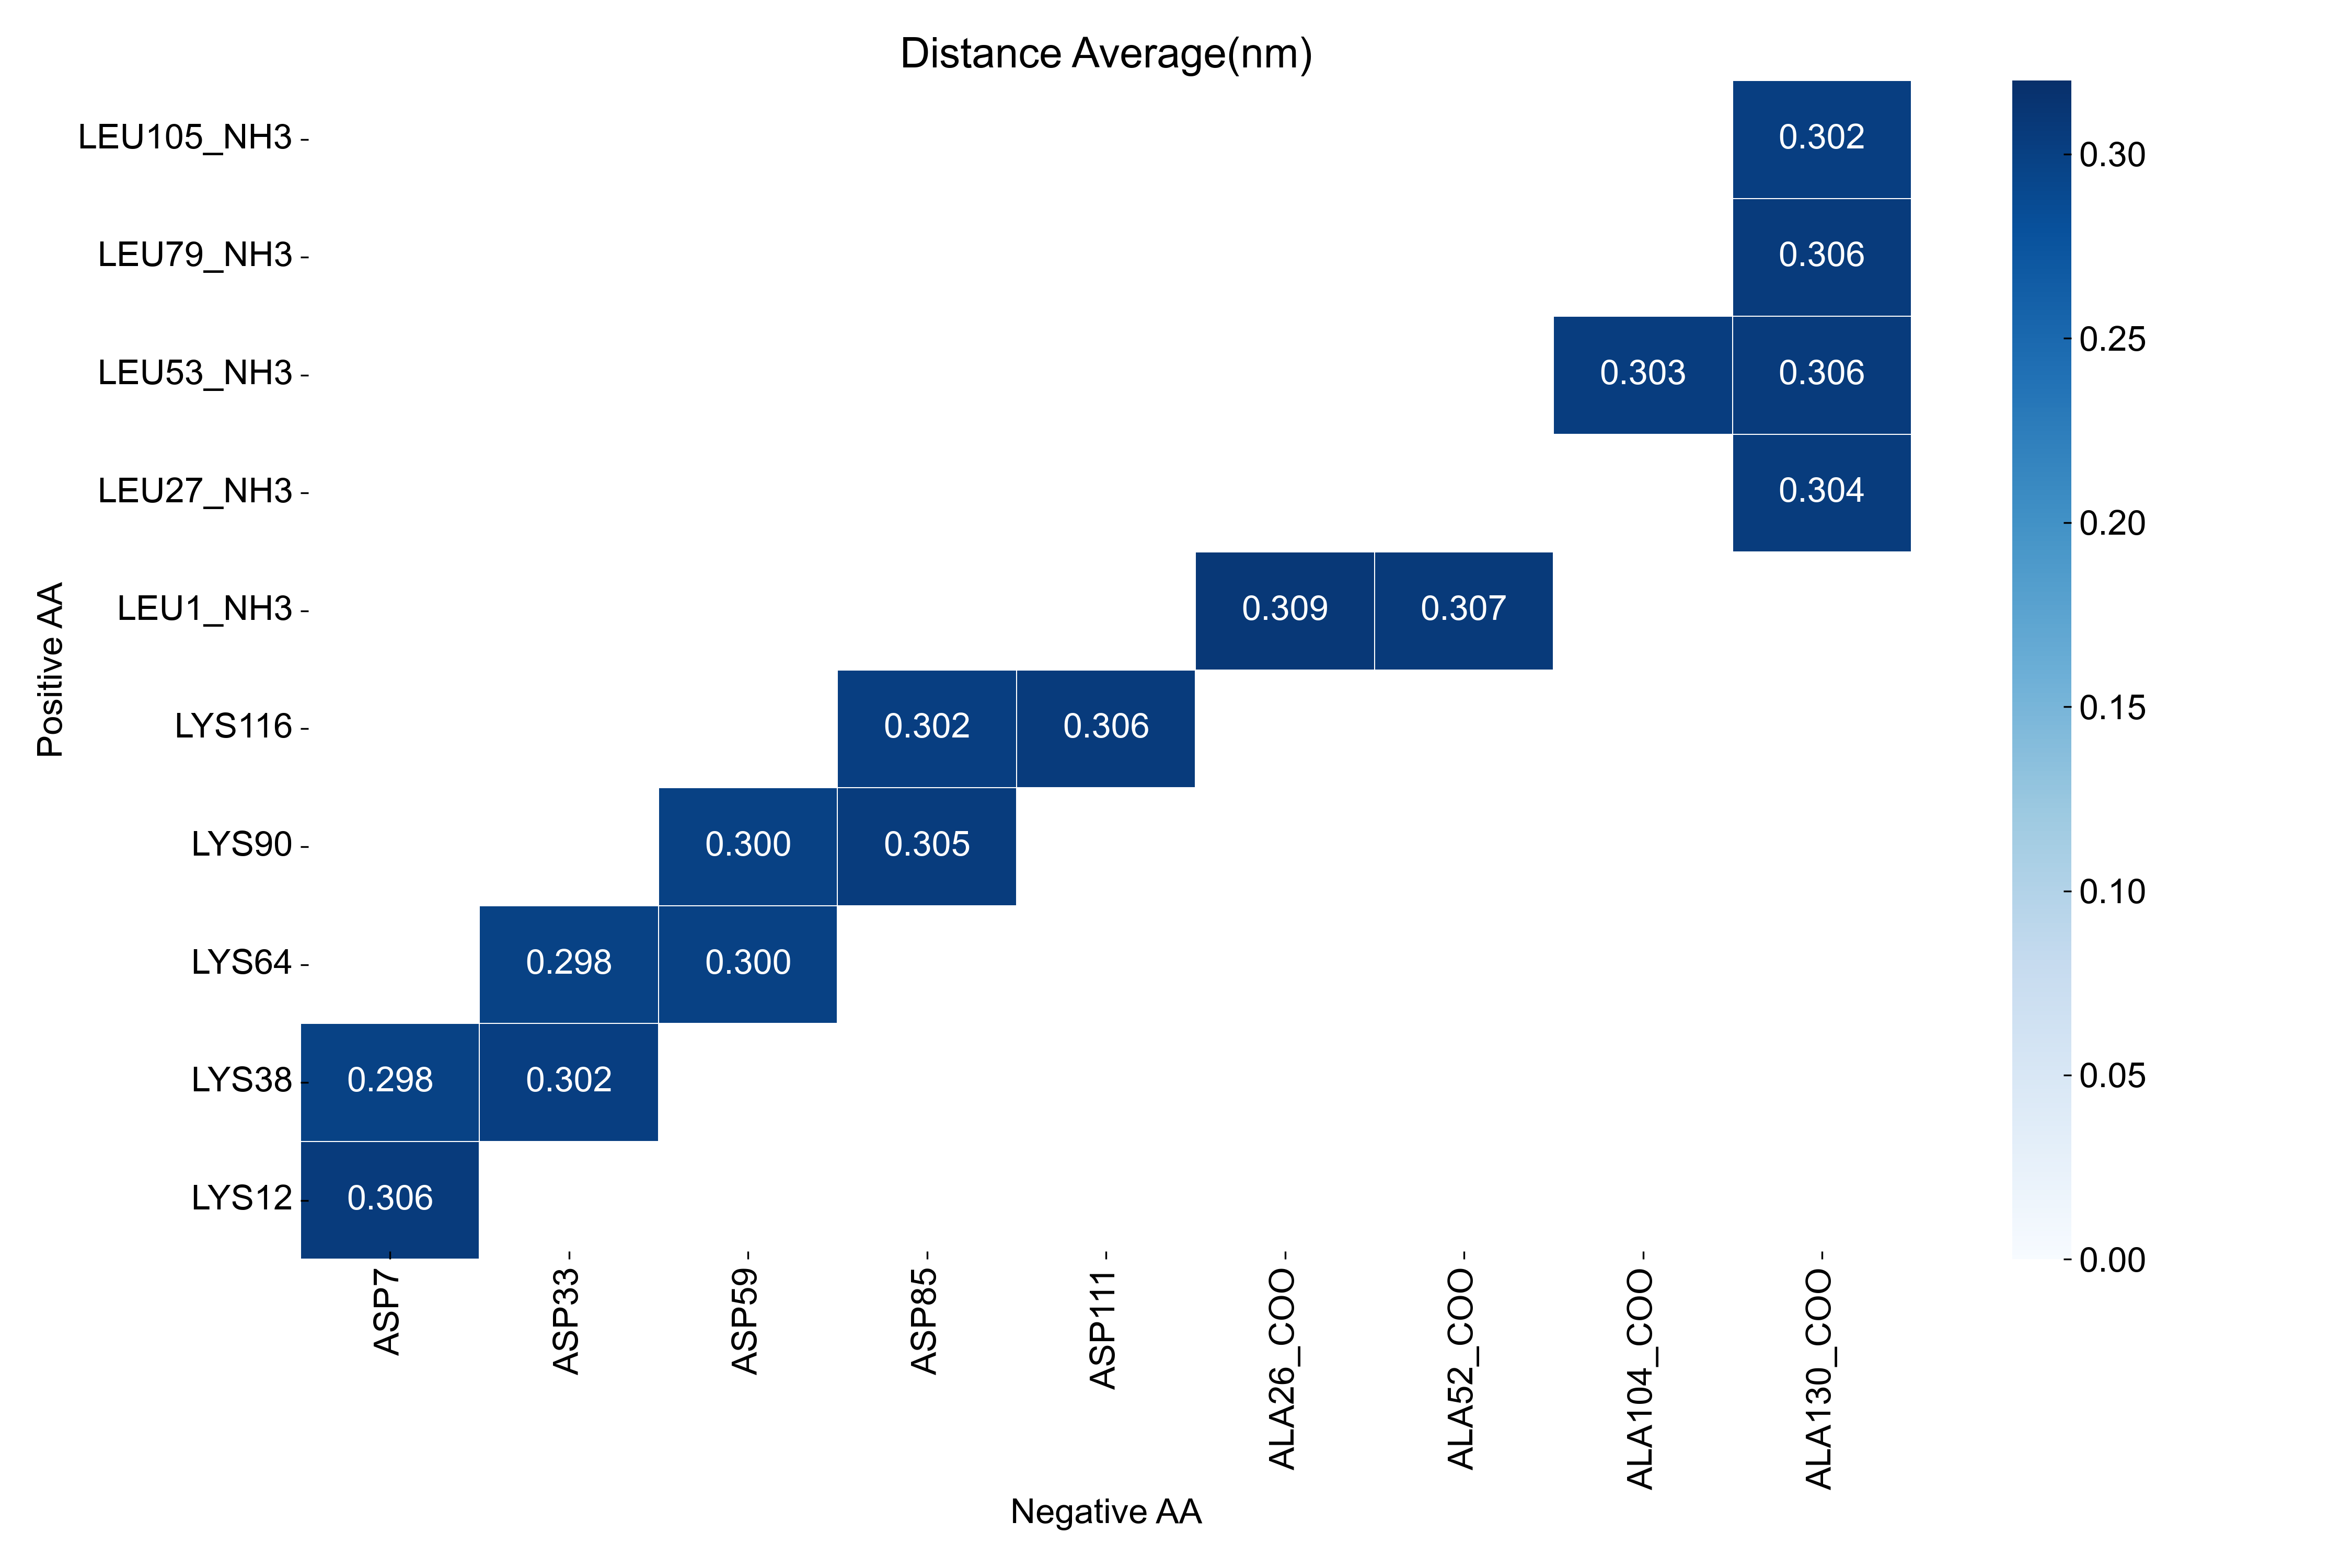 Distance Average(nm)
Positive AA
LEU105_NH3
0.302
LEU79_NH3
0.306
LEU53_NH3
0.303 0.306
LEU27_NH3
0.304
LEU1_NH3
0.309 0.307
LYS116
0.302 0.306
LYS90
0.300 0.305
LYS64
0.298 0.300
LYS38
0.298 0.302
LYS12
0.306
ASP7
ASP33
ASP59
ASP85
ASP111
ALA26_COO
ALA52_COO
ALA104_COO
ALA130_COO
Negative AA
0.30
0.25
0.20
0.15
0.10
0.05
0.00